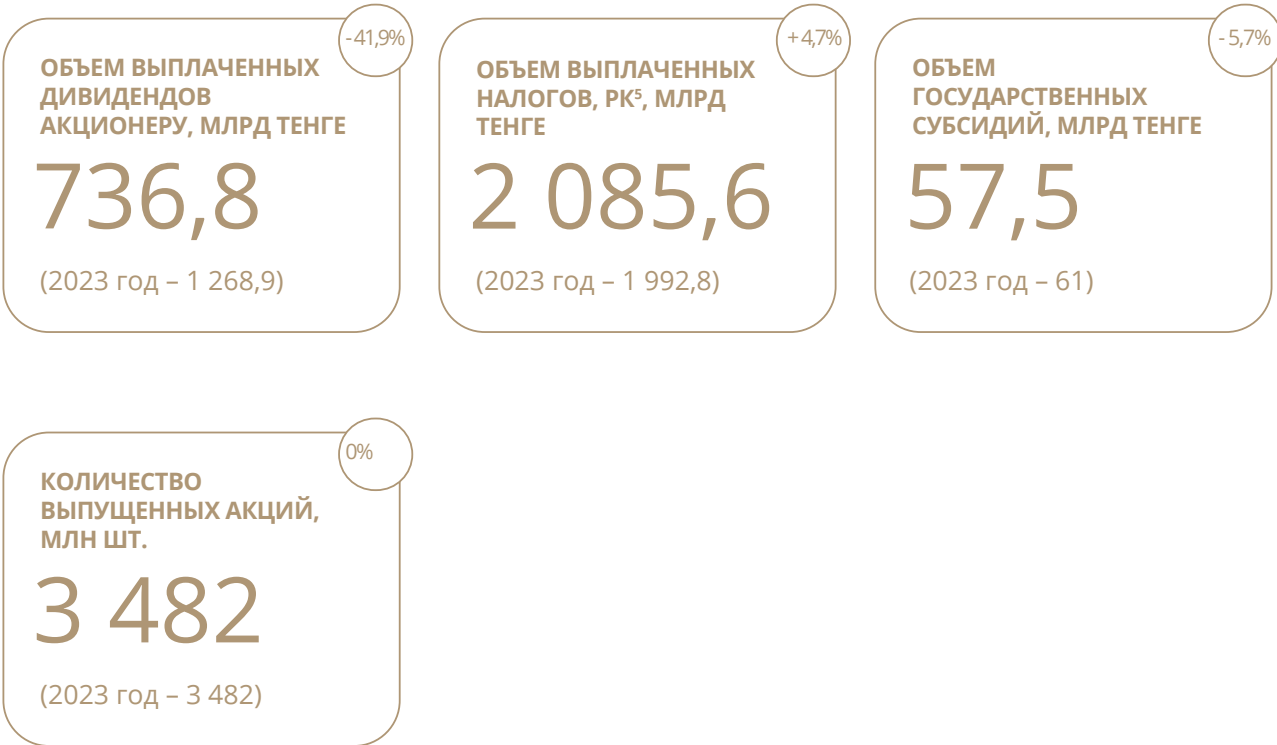 -41,9%
ОБЪЕМ ВЫПЛАЧЕННЫХ
ДИВИДЕНДОВ
АКЦИОНЕРУ, МЛРД ТЕНГЕ
736,8
(2023 год – 1 268,9)
+4,7%
ОБЪЕМ ВЫПЛАЧЕННЫХ
НАЛОГОВ, РК⁵, МЛРД
ТЕНГЕ
2 085,6
(2023 год – 1 992,8)
- 5,7%
ОБЪЕМ
ГОСУДАРСТВЕННЫХ
СУБСИДИЙ, МЛРД ТЕНГЕ
57,5
(2023 год – 61)
0%
КОЛИЧЕСТВО
ВЫПУЩЕННЫХ АКЦИЙ,
МЛН ШТ.
3 482
(2023 год – 3 482)